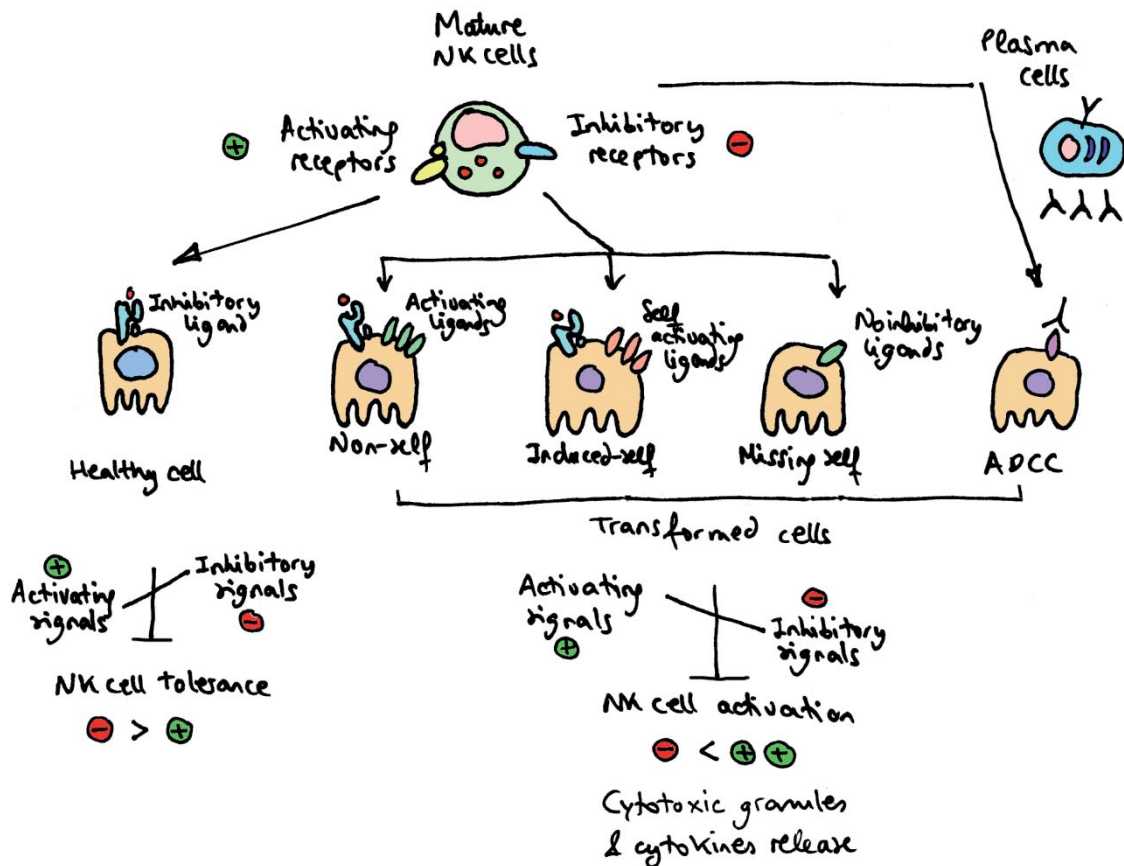 Mature
NK cells
Plasma
cells
+
Activating
receptors
Inhibitory
receptors
-
Inhibitory
ligand
Activating
ligands
Self
activating
ligands
No inhibitory
ligands
Non-self
Induced-self
Missing self
ADCC
Healthy cell
Transformed cells
+
Activating
signals
Inhibitory
signals
-
NK cell tolerance
- > +
Activating
signals
+
-
Inhibitory
signals
NK cell activation
- < + +
Cytotoxic granules
& cytokines release